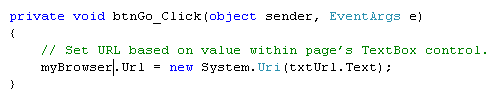 private void btnGo_Click(object sender, EventArgs e)
{
    // Set URL based on value within page’s TextBox control.
    myBrowser.Url = new System.Uri(txtUrl.Text);
}